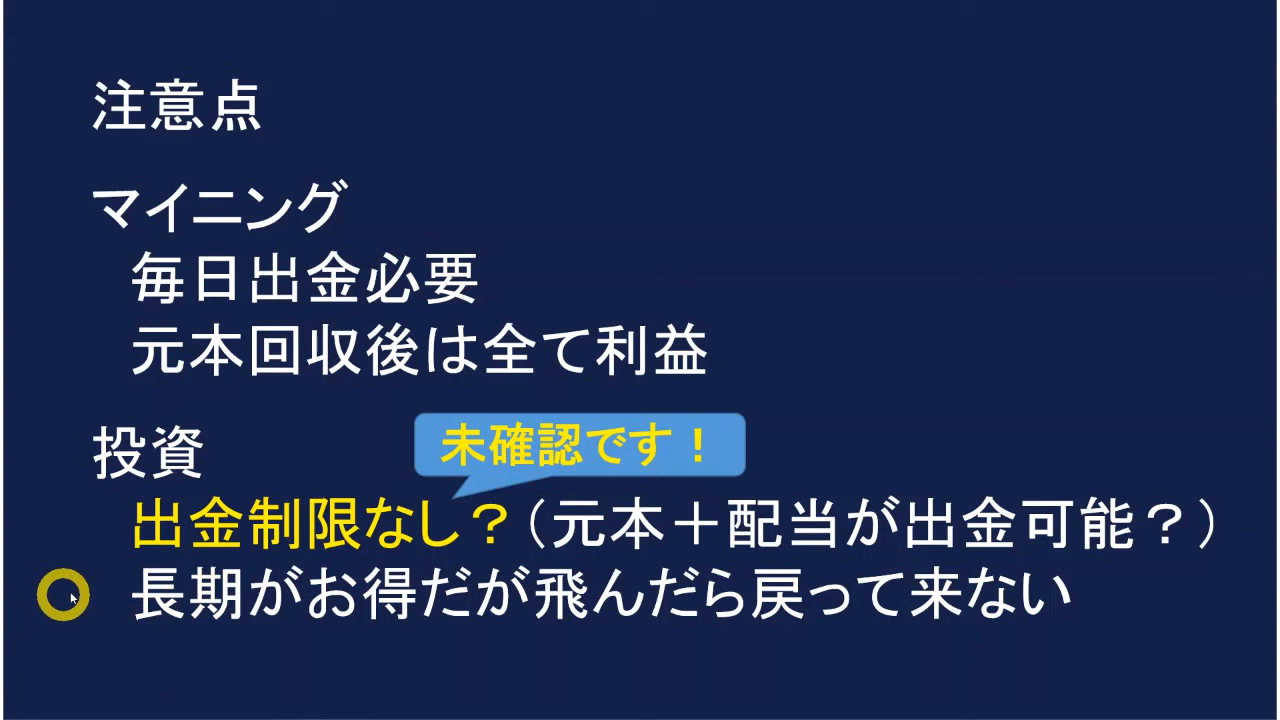 注意点
マイニング
毎日出金必要
元本回収後は全て利益
投資
未確認です！
出金制限なし？（元本＋配当が出金可能？）
長期がお得だが飛んだら戻って来ない